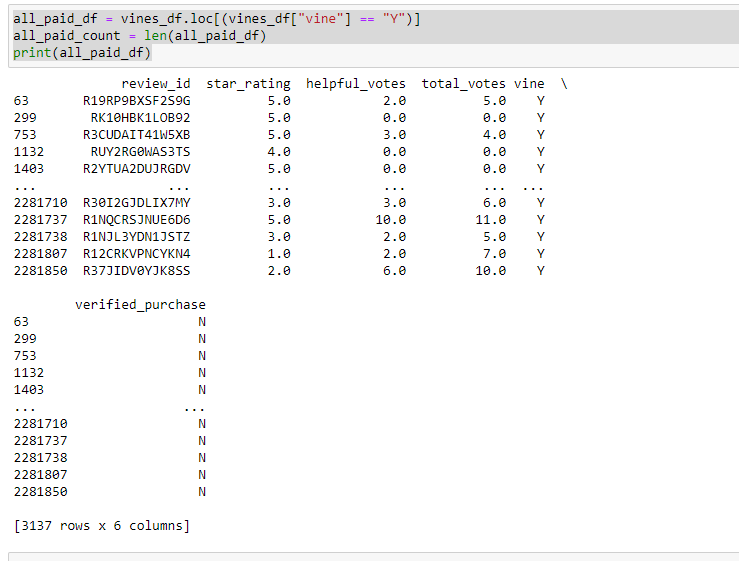 all_paid_df = vines_df.loc[(vines_df["vine"] == "Y")]
all_paid_count = len(all_paid_df)
print(all_paid_df)
review_id star_rating helpful_votes total_votes vine \
63 R19RP9BXSF2S9G 5.0 2.0 5.0 Y
299 RK10HBK1LOB92 5.0 0.0 0.0 Y
753 R3CUDAIT41W5XB 5.0 3.0 4.0 Y
1132 RUY2RG0WAS3TS 4.0 0.0 0.0 Y
1403 R2YTUA2DUJRGDV 5.0 0.0 0.0 Y
... ... ... ... ... ...
2281710 R30I2GJDLIX7MY 3.0 3.0 6.0 Y
2281737 R1NQCRSJNUE6D6 5.0 10.0 11.0 Y
2281738 R1NJL3YDN1JSTZ 3.0 2.0 5.0 Y
2281807 R12CRKVPNCYKN4 1.0 2.0 7.0 Y
2281850 R37JIDV0YJK8SS 2.0 6.0 10.0 Y
verified_purchase
63 N
299 N
753 N
1132 N
1403 N
... ...
2281710 N
2281737 N
2281738 N
2281807 N
2281850 N
[3137 rows x 6 columns]